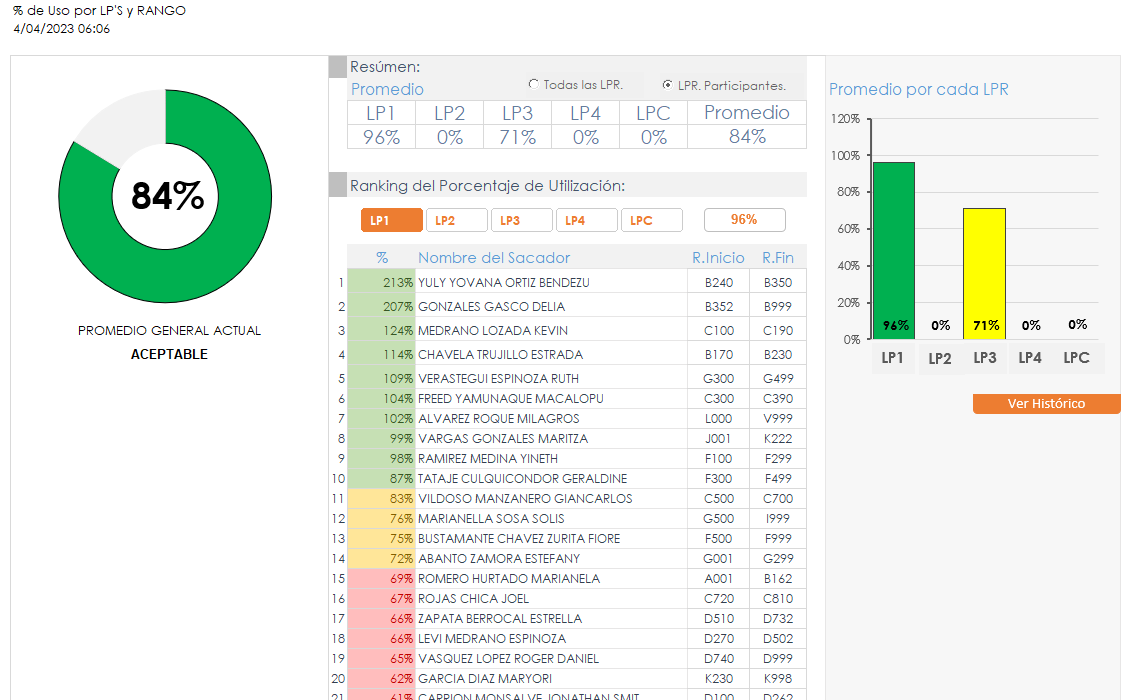 % de Uso por LP'S y RANGO
4/04/2023 06:06
84%
PROMEDIO GENERAL ACTUAL
ACEPTABLE
Resúmen:
Promedio
Todas las LPR.
LPR. Participantes.
LP1 LP2 LP3 LP4 LPC Promedio
96% 0% 71% 0% 0% 84%
Ranking del Porcentaje de Utilización:
LP1 LP2 LP3 LP4 LPC 96%
% Nombre del Sacador R.Inicio R.Fin
1 213% YULY YOVANA ORTIZ BENDEZU B240 B350
2 207% GONZALES GASCO DELIA B352 B999
3 124% MEDRANO LOZADA KEVIN C100 C190
4 114% CHAVELA TRUJILLO ESTRADA B170 B230
5 109% VERASTEGUI ESPINOZA RUTH G300 G499
6 104% FREED YAMUNAQUE MACALOPU C300 C390
7 102% ALVAREZ ROQUE MILAGROS L000 V999
8 99% VARGAS GONZALES MARITZA J001 K222
9 98% RAMIREZ MEDINA YINETH F100 F299
10 87% TATAJE CULQUICONDOR GERALDINE F300 F499
11 83% VILDOSO MANZANERO GIANCARLOS C500 C700
12 76% MARIANELLA SOSA SOLIS G500 I999
13 75% BUSTAMANTE CHAVEZ ZURITA FIORE F500 F999
14 72% ABANTO ZAMORA ESTEFANY G001 G299
15 69% ROMERO HURTADO MARIANELA A001 B162
16 67% ROJAS CHICA JOEL C720 C810
17 66% ZAPATA BERROCAL ESTRELLA D510 D732
18 66% LEVI MEDRANO ESPINOZA D270 D502
19 65% VASQUEZ LOPEZ ROGER DANIEL D740 D999
20 62% GARCIA DIAZ MARYORI K230 K998
21 61% CARRION MONSALVE JONATHAN SMIT D100 D262
Promedio por cada LPR
120%
100%
80%
60%
40%
20%
0%
96% 0% 71% 0% 0%
LP1 LP2 LP3 LP4 LPC
Ver Histórico